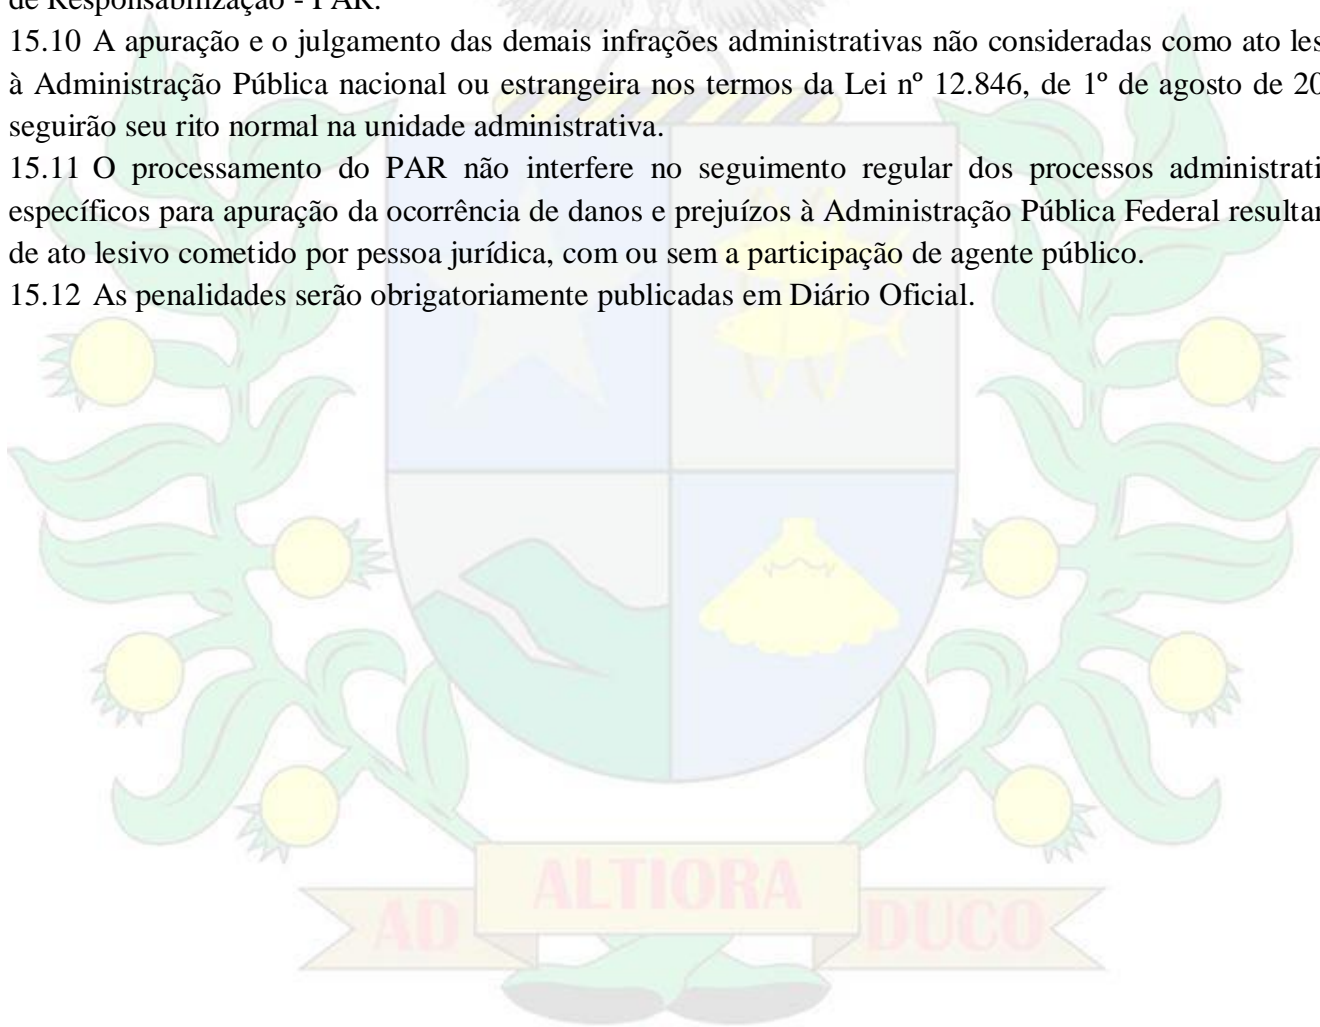 de Responsabilização - PAR.
15.10 A apuração e o julgamento das demais infrações administrativas não consideradas como ato les
à Administração Pública nacional ou estrangeira nos termos da Lei nº 12.846, de 1º de agosto de 20
seguirão seu rito normal na unidade administrativa.
15.11 O processamento do PAR não interfere no seguimento regular dos processos administrati
específicos para apuração da ocorrência de danos e prejuízos à Administração Pública Federal resultar
de ato lesivo cometido por pessoa jurídica, com ou sem a participação de agente público.
15.12 As penalidades serão obrigatoriamente publicadas em Diário Oficial.
AD ALTIORA DUCO